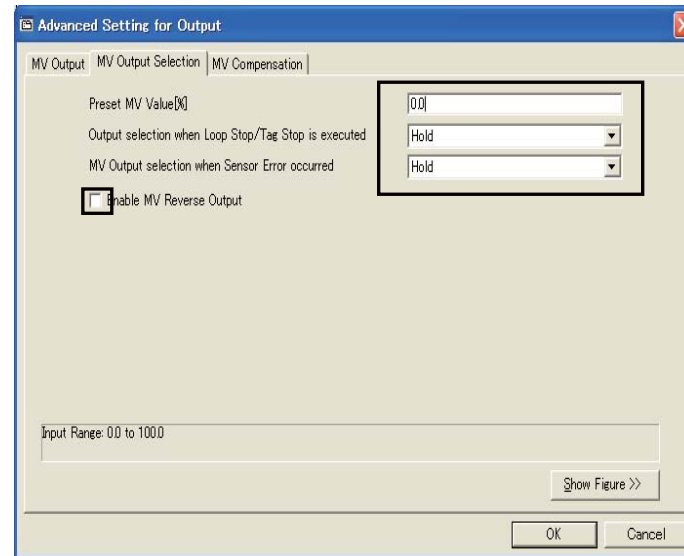 Advanced Setting for Output
MV Output MV Output Selection MV Compensation
Preset MV Value[%] 0.0
Output selection when Loop Stop/Tag Stop is executed Hold
MV Output selection when Sensor Error occurred Hold
Enable MV Reverse Output
Input Range: 0.0 to 100.0
Show Figure >>
OK Cancel